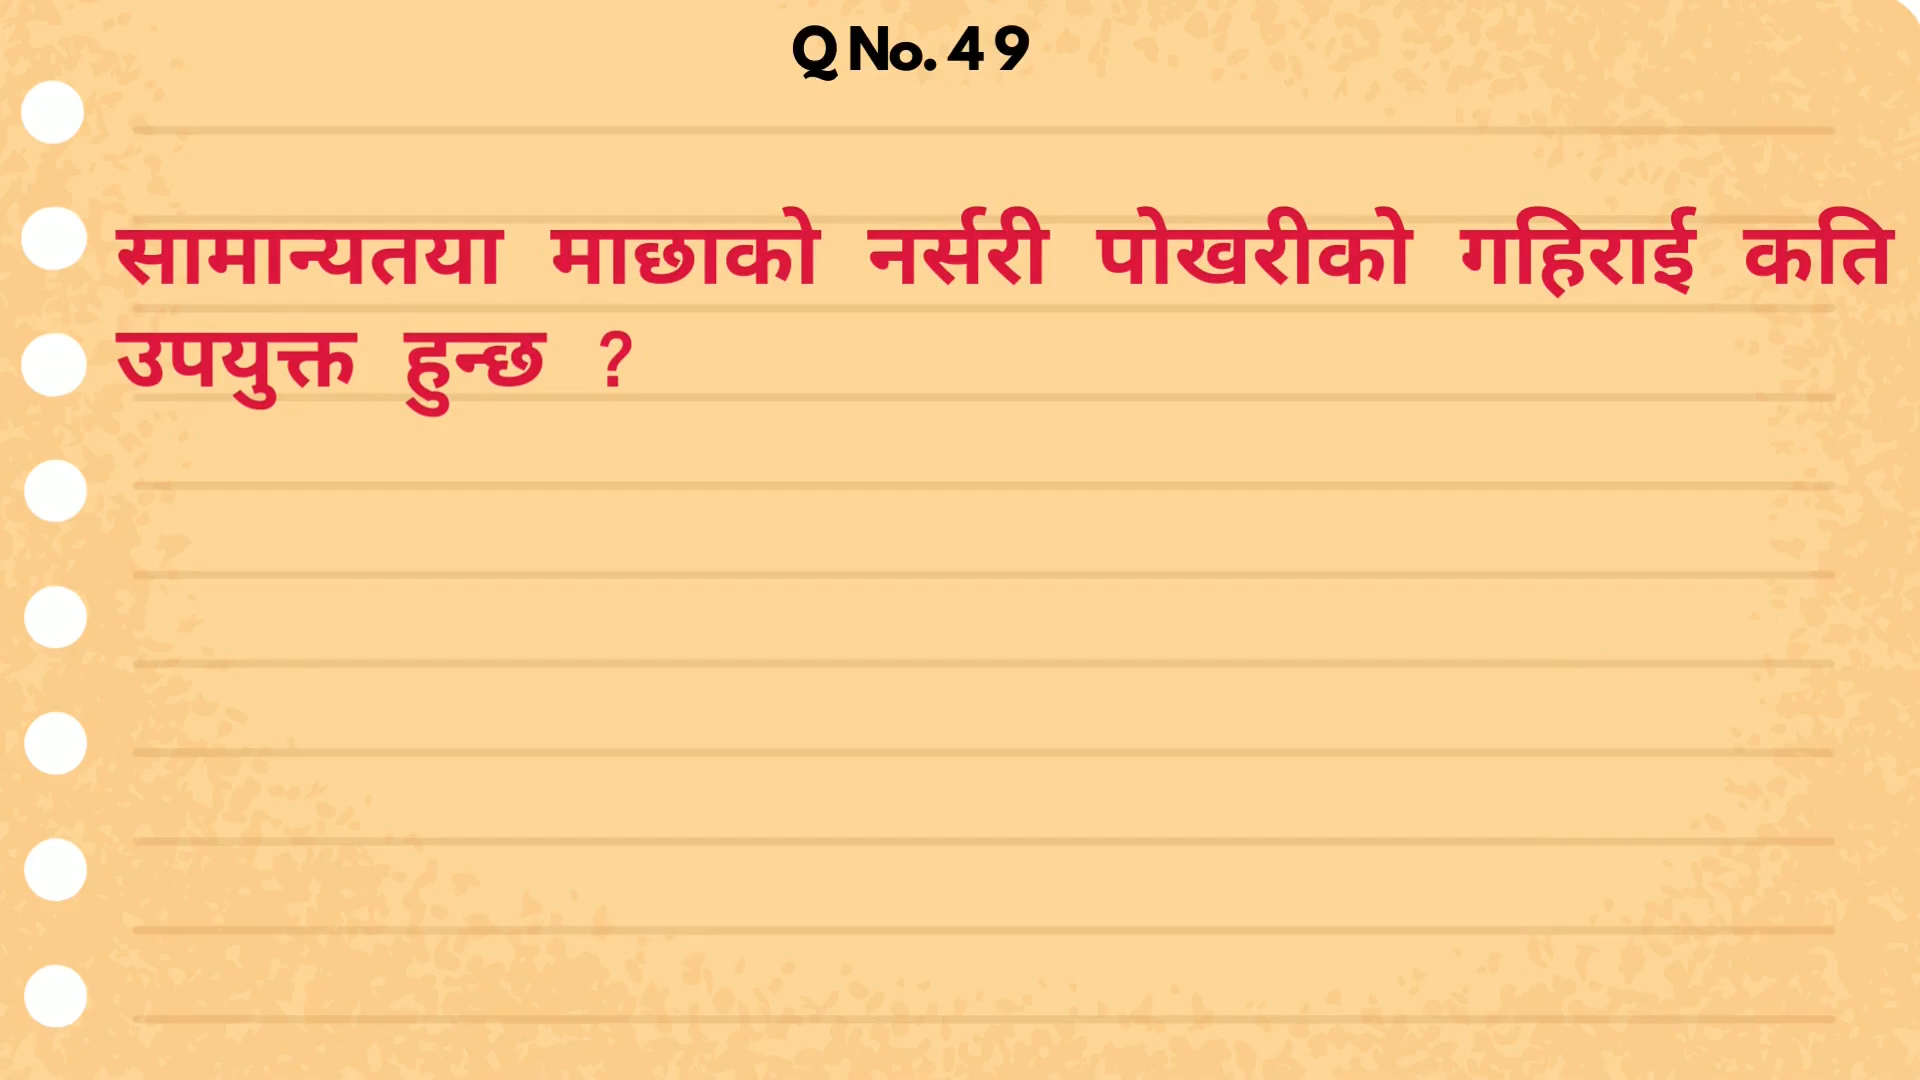 Q No. 49
सामान्यतया माछाको नर्सरी पोखरीको गहिराई कति
उपयुक्त हुन्छ ?